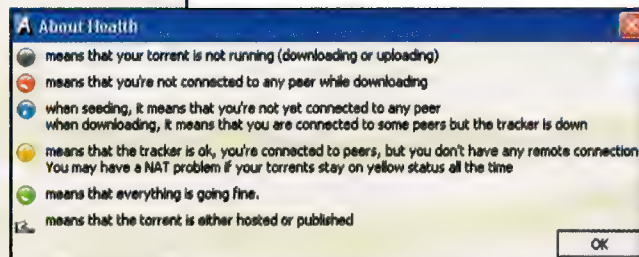 About Health
means that your torrent is not running (downloading or uploading)
means that you're not connected to any peer while downloading
when seeding, it means that you're not yet connected to any peer
when downloading, it means that you are connected to some peers but the tracker is down
means that the tracker is ok, you're connected to peers, but you don't have any remote connection
You may have a NAT problem if your torrents stay on yellow status all the time
means that everything is going fine.
means that the torrent is either hosted or published
OK